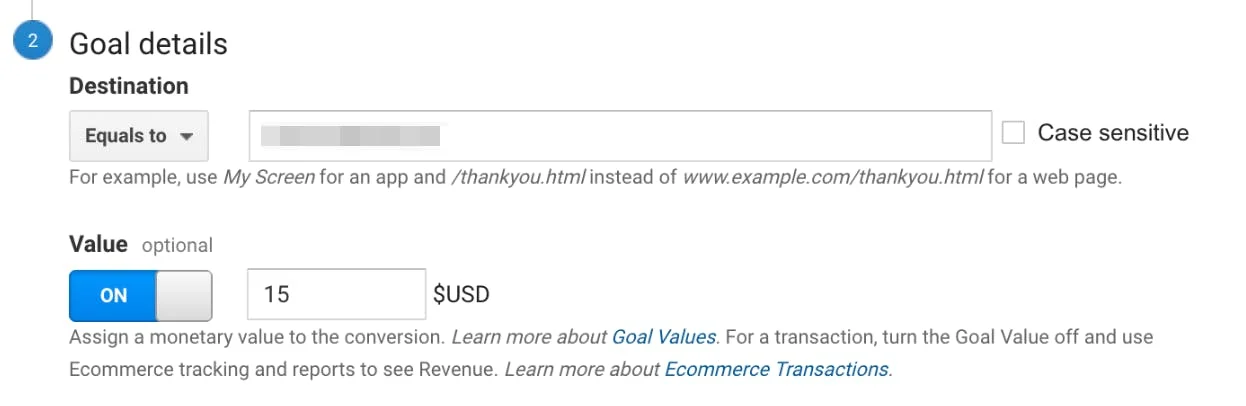 2
Goal details
Destination
Equals to
Case sensitive
For example, use My Screen for an app and /thankyou.html instead of www.example.com/thankyou.html for a web page.
Value optional
ON 15 $USD
Assign a monetary value to the conversion. Learn more about Goal Values. For a transaction, turn the Goal Value off and use
Ecommerce tracking and reports to see Revenue. Learn more about Ecommerce Transactions.